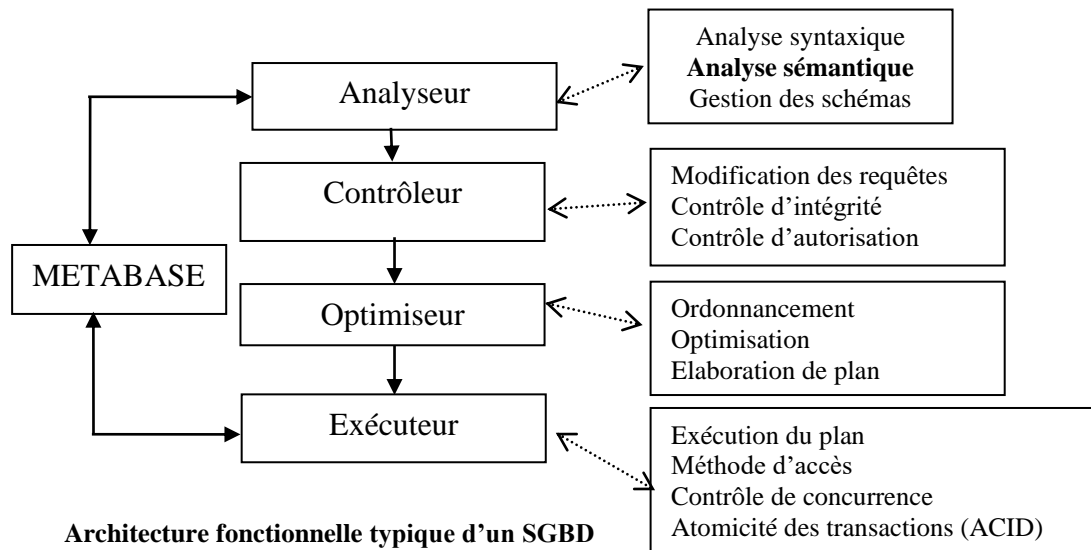 Analyseur
Analyse syntaxique
Analyse sémantique
Gestion des schémas
Contrôleur
Modification des requêtes
Contrôle d’intégrité
Contrôle d’autorisation
METABASE
Optimiseur
Ordonnancement
Optimisation
Elaboration de plan
Exécuteur
Exécution du plan
Méthode d’accès
Contrôle de concurrence
Atomicité des transactions (ACID)
Architecture fonctionnelle typique d’un SGBD